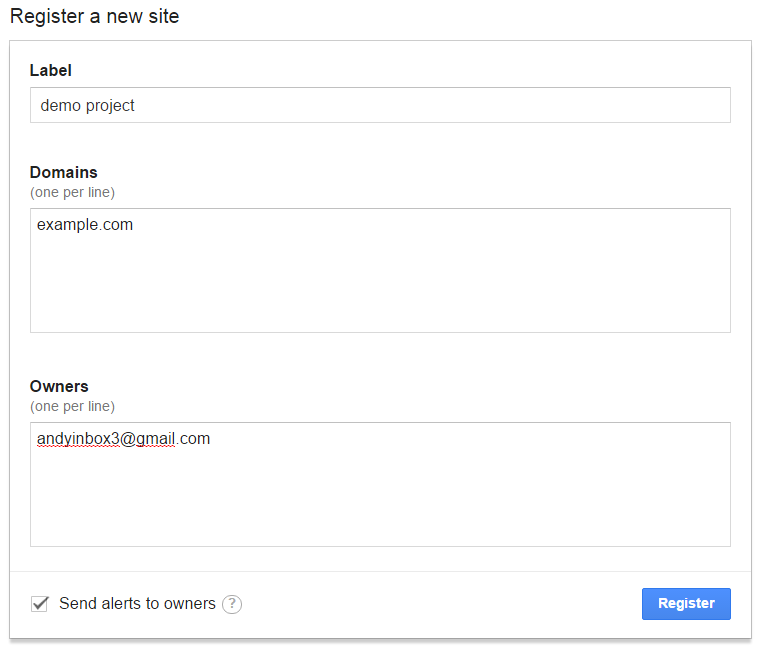 Register a new site
Label
demo project
Domains
(one per line)
example.com
Owners
(one per line)
andyinbox3@gmail.com
Send alerts to owners ?
Register